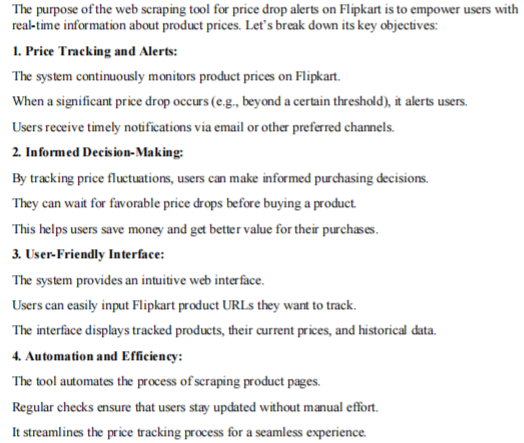 The purpose of the web scraping tool for price drop alerts on Flipkart is to empower users with
real-time information about product prices. Let's break down its key objectives:
1. Price Tracking and Alerts:
The system continuously monitors product prices on Flipkart.
When a significant price drop occurs (e.g., beyond a certain threshold), it alerts users.
Users receive timely notifications via email or other preferred channels.
2. Informed Decision-Making:
By tracking price fluctuations, users can make informed purchasing decisions.
They can wait for favorable price drops before buying a product.
This helps users save money and get better value for their purchases.
3. User-Friendly Interface:
The system provides an intuitive web interface.
Users can easily input Flipkart product URLs they want to track.
The interface displays tracked products, their current prices, and historical data.
4. Automation and Efficiency:
The tool automates the process of scraping product pages.
Regular checks ensure that users stay updated without manual effort.
It streamlines the price tracking process for a seamless experience.